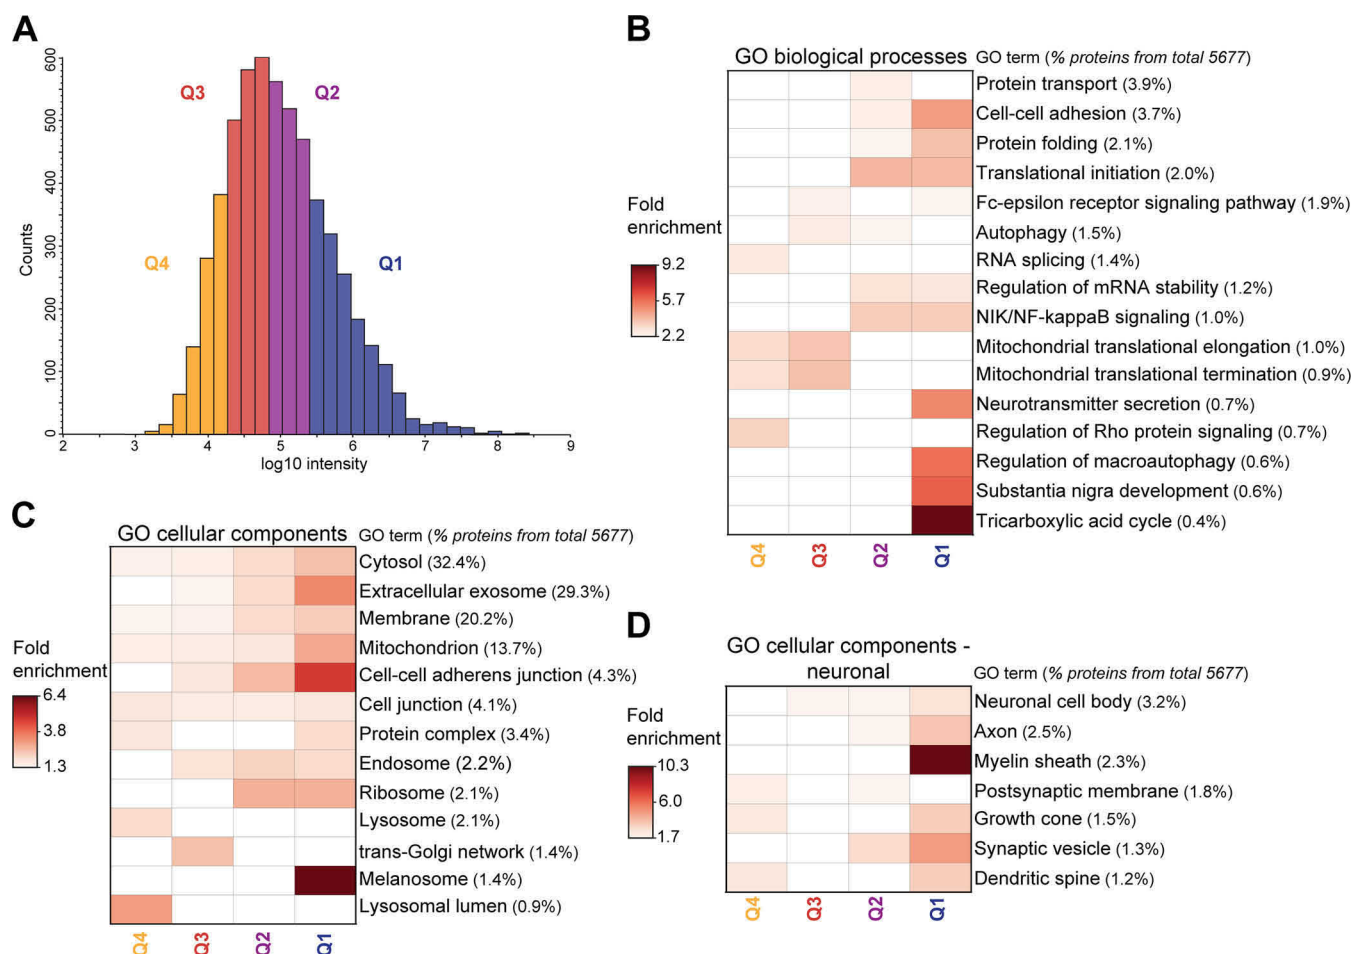 A
Q3
Q2
Q4
Q1
Counts
600
500
400
300
200
100
0
2
3
4
5
6
7
8
9
log10 intensity
B
GO biological processes
GO term (% proteins from total 5677)
Protein transport (3.9%)
Cell-cell adhesion (3.7%)
Protein folding (2.1%)
Translational initiation (2.0%)
Fc-epsilon receptor signaling pathway (1.9%)
Autophagy (1.5%)
RNA splicing (1.4%)
Regulation of mRNA stability (1.2%)
NIK/NF-kappaB signaling (1.0%)
Mitochondrial translational elongation (1.0%)
Mitochondrial translational termination (0.9%)
Neurotransmitter secretion (0.7%)
Regulation of Rho protein signaling (0.7%)
Regulation of macroautophagy (0.6%)
Substantia nigra development (0.6%)
Tricarboxylic acid cycle (0.4%)
Fold
enrichment
9.2
5.7
2.2
Q4
Q3
Q2
Q1
C
GO cellular components
GO term (% proteins from total 5677)
Cytosol (32.4%)
Extracellular exosome (29.3%)
Membrane (20.2%)
Mitochondrion (13.7%)
Cell-cell adherens junction (4.3%)
Cell junction (4.1%)
Protein complex (3.4%)
Endosome (2.2%)
Ribosome (2.1%)
Lysosome (2.1%)
trans-Golgi network (1.4%)
Melanosome (1.4%)
Lysosomal lumen (0.9%)
Fold
enrichment
6.4
3.8
1.3
Q4
Q3
Q2
Q1
D
GO cellular components -
neuronal
GO term (% proteins from total 5677)
Neuronal cell body (3.2%)
Axon (2.5%)
Myelin sheath (2.3%)
Postsynaptic membrane (1.8%)
Growth cone (1.5%)
Synaptic vesicle (1.3%)
Dendritic spine (1.2%)
Fold
enrichment
10.3
6.0
1.7
Q4
Q3
Q2
Q1